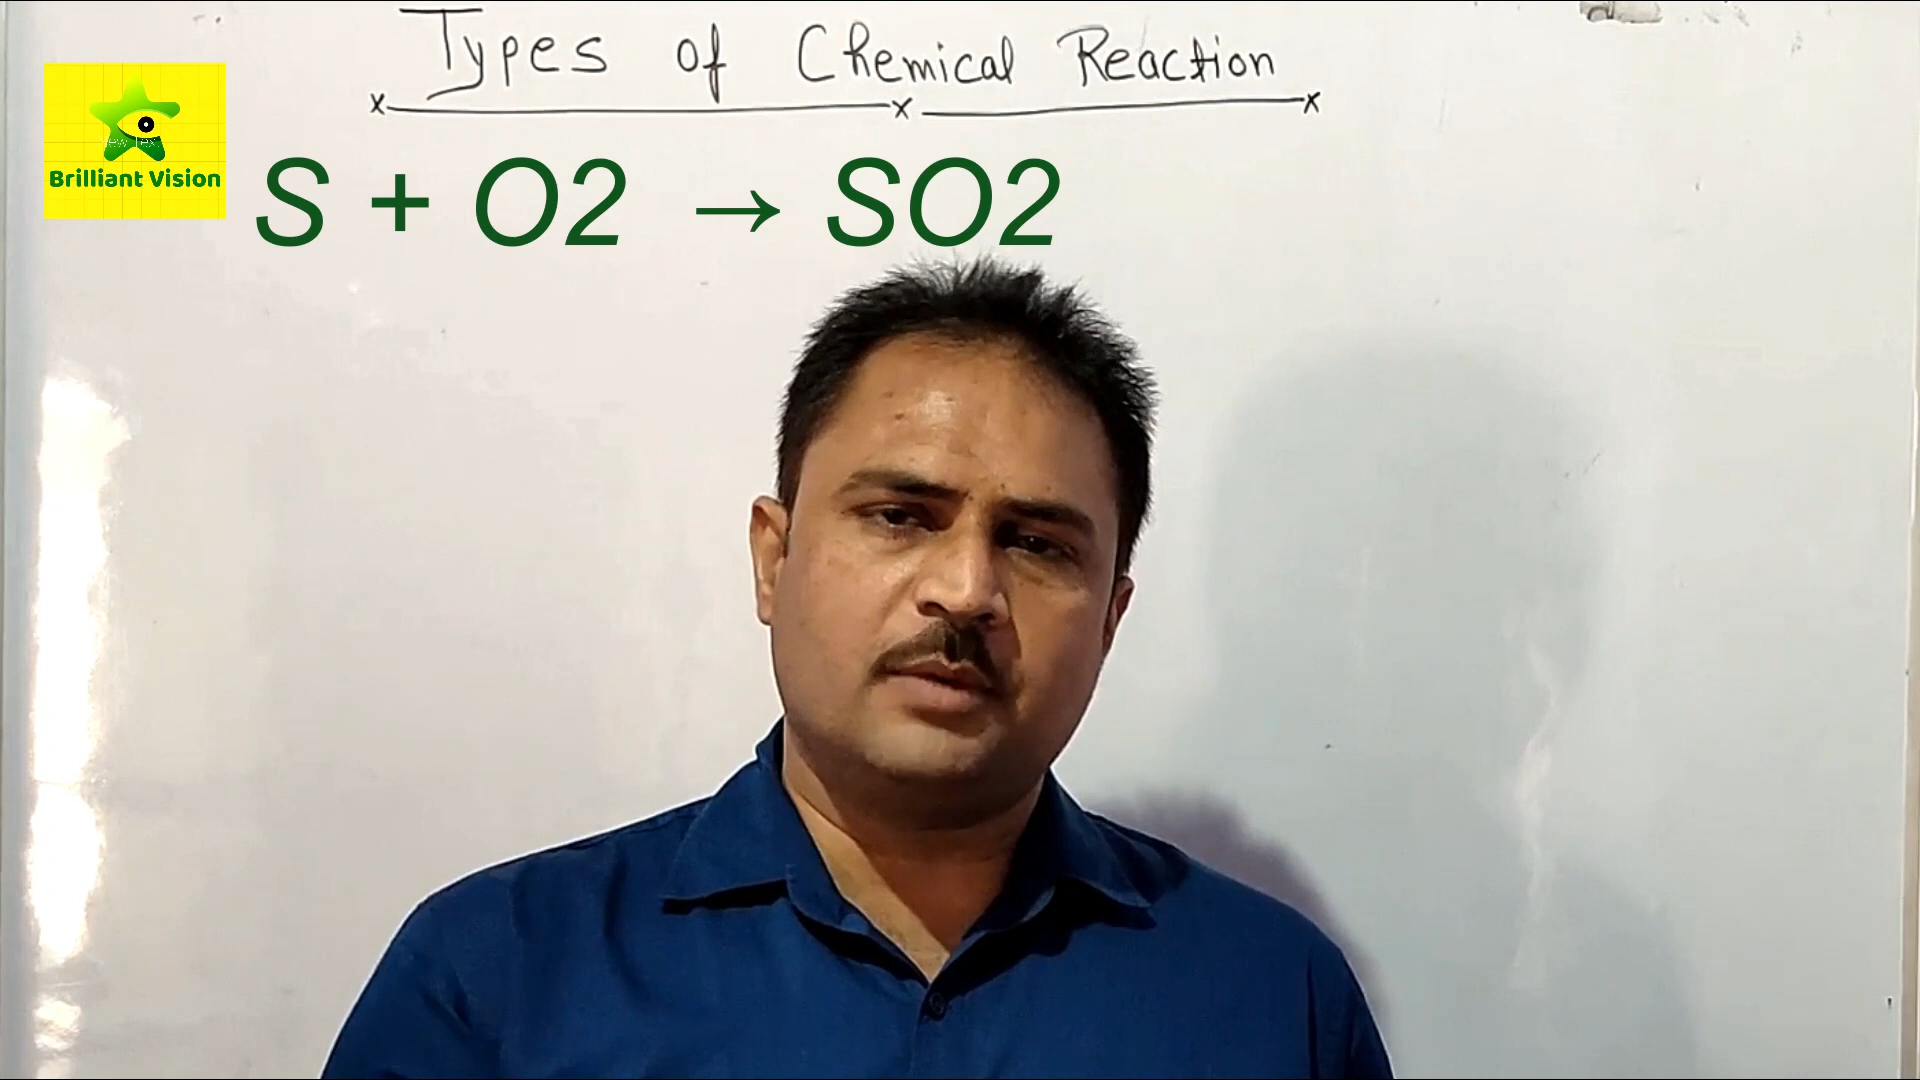 Types of Chemical Reaction
Brilliant Vision
S + O2 → SO2